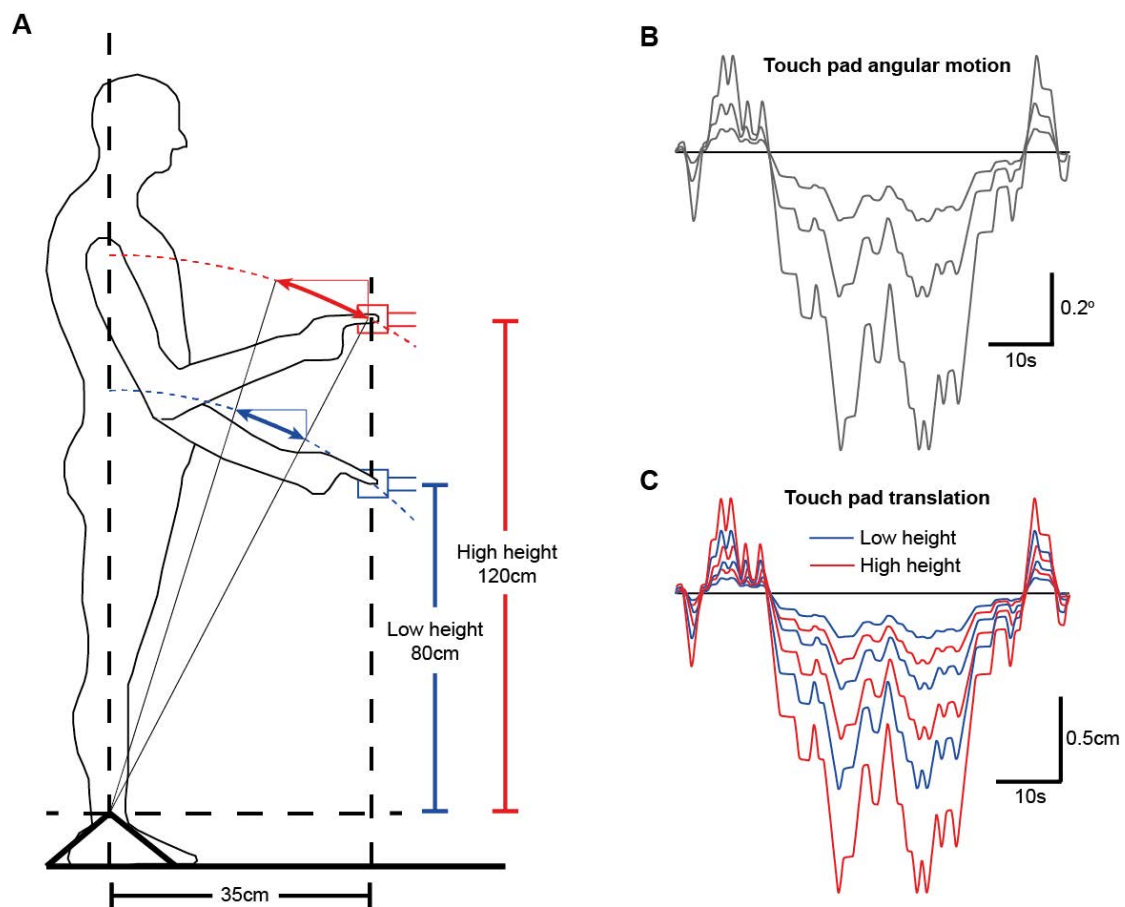 A
High height
120cm
Low height
80cm
35cm
B
Touch pad angular motion
0.2º
10s
C
Touch pad translation
Low height
High height
0.5cm
10s